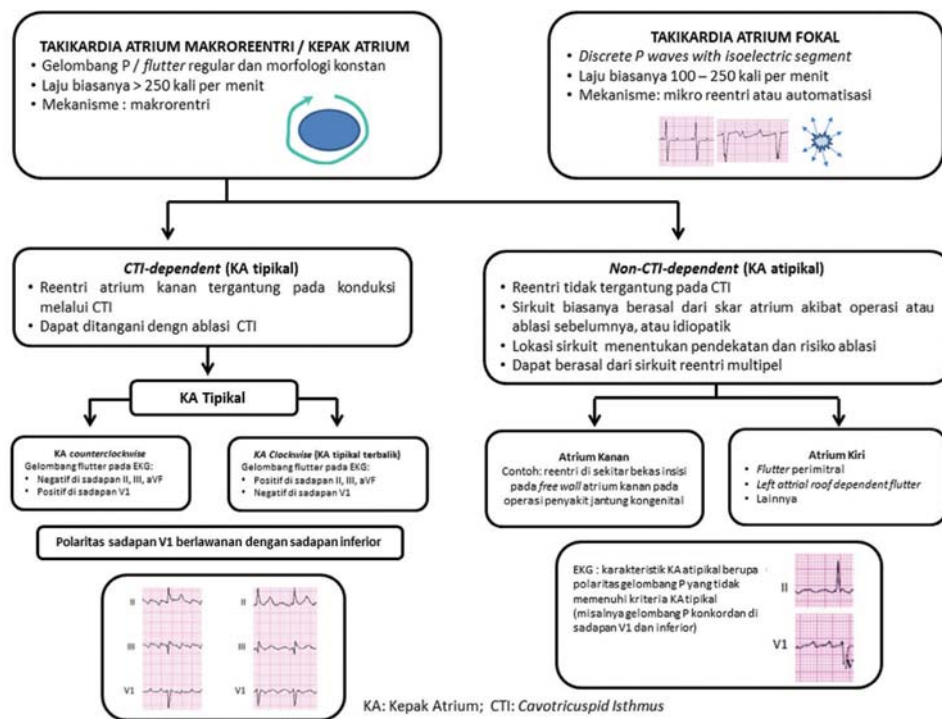 TAKIKARDIA ATRIUM MAKROREENTRI / KEPAK ATRIUM
• Gelombang P / flutter regular dan morfologi konstan
• Laju biasanya > 250 kali per menit
• Mekanisme : makrorentri
TAKIKARDIA ATRIUM FOKAL
• Discrete P waves with isoelectric segment
• Laju biasanya 100 – 250 kali per menit
• Mekanisme: mikro reentri atau automatisasi
CTI-dependent (KA tipikal)
• Reentri atrium kanan tergantung pada konduksi
melalui CTI
• Dapat ditangani dengn ablasi CTI
Non-CTI-dependent (KA atipikal)
• Reentri tidak tergantung pada CTI
• Sirkuit biasanya berasal dari skar atrium akibat operasi atau
ablasi sebelumnya, atau idiopatik
• Lokasi sirkuit menentukan pendekatan dan risiko ablasi
• Dapat berasal dari sirkuit reentri multipel
KA Tipikal
KA counterclockwise
Gelombang flutter pada EKG:
• Negatif di sadapan II, III, aVF
• Positif di sadapan V1
KA Clockwise (KA tipikal terbalik)
Gelombang flutter pada EKG:
• Positif di sadapan II, III, aVF
• Negatif di sadapan V1
Atrium Kanan
Contoh: reentri di sekitar bekas insisi
pada free wall atrium kanan pada
operasi penyakit jantung kongenital
Atrium Kiri
• Flutter perimitral
• Left attrial roof dependent flutter
• Lainnya
Polaritas sadapan V1 berlawanan dengan sadapan inferior
II
III
V1
II
III
V1
EKG : karakteristik KA atipikal berupa
polaritas gelombang P yang tidak
memenuhi kriteria KA tipikal
(misalnya gelombang P konkordan di
sadapan V1 dan inferior)
II
V1
KA: Kepak Atrium; CTI: Cavotricuspid Isthmus